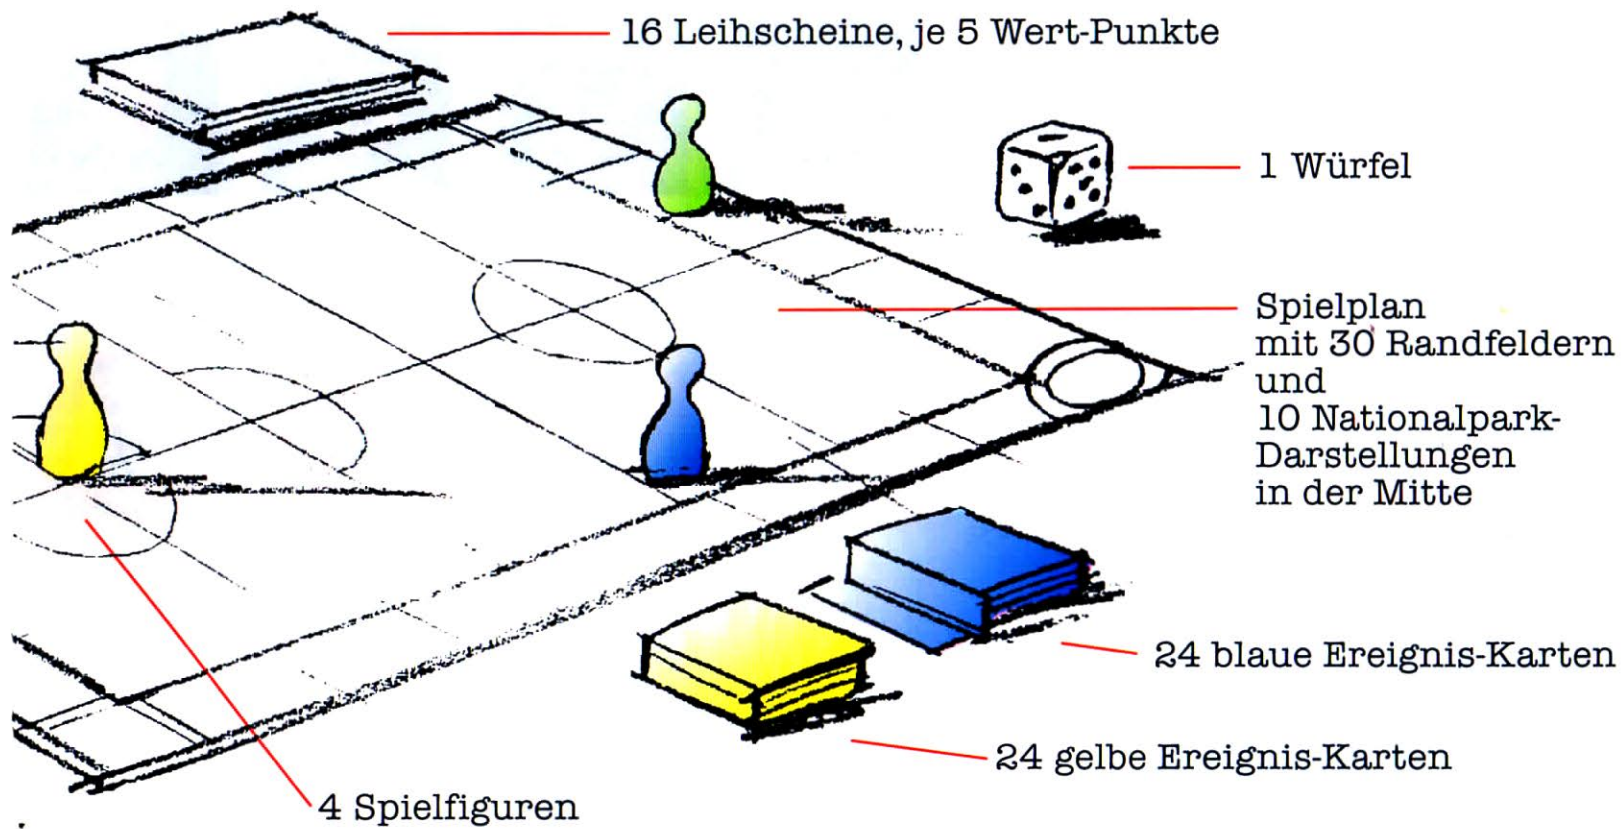 16 Leihscheine, je 5 Wert-Punkte
1 Würfel
Spielplan
mit 30 Randfeldern
und
10 Nationalpark-
Darstellungen
in der Mitte
24 blaue Ereignis-Karten
24 gelbe Ereignis-Karten
4 Spielfiguren